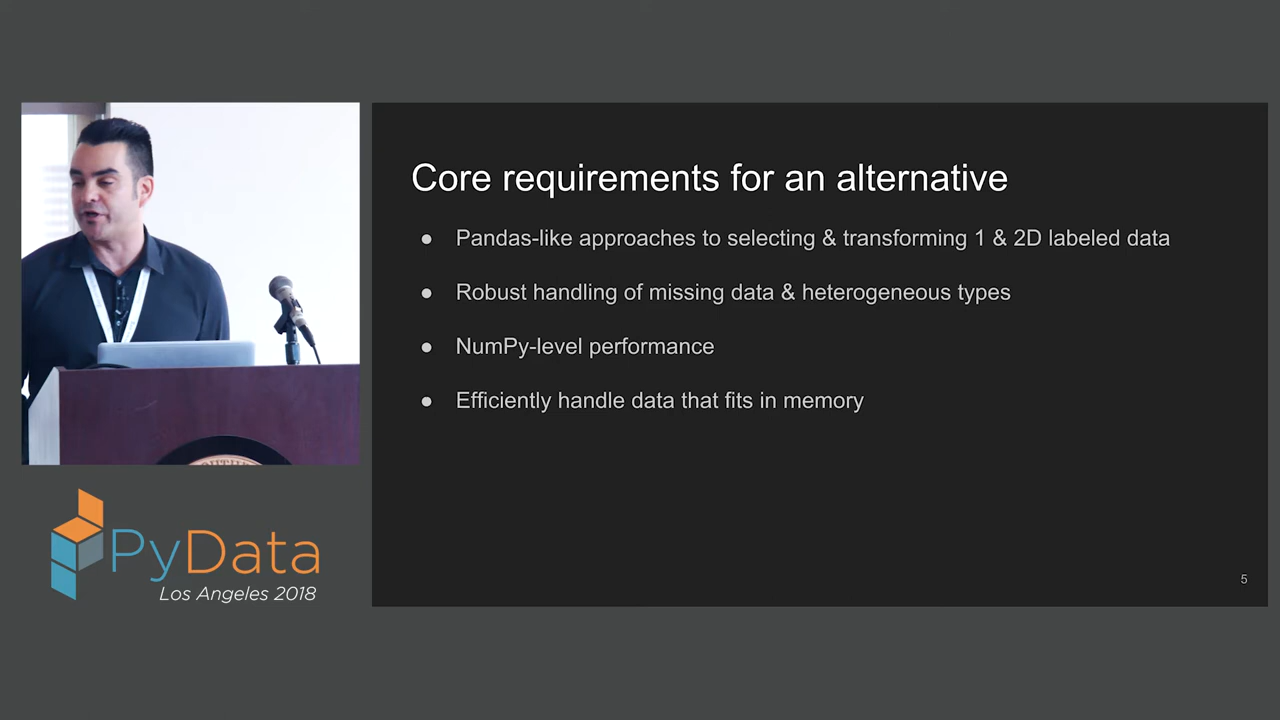 Core requirements for an alternative
● Pandas-like approaches to selecting & transforming 1 & 2D labeled data
● Robust handling of missing data & heterogeneous types
● NumPy-level performance
● Efficiently handle data that fits in memory
5
PyData
Los Angeles 2018